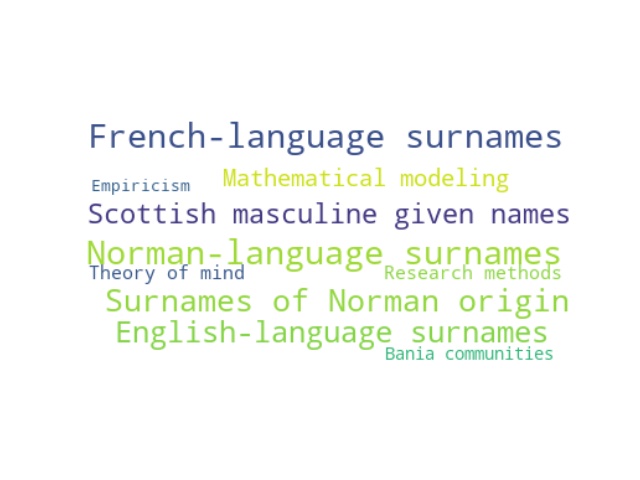 French-language surnames
Empiricism Mathematical modeling
Scottish masculine given names
Norman-language surnames
Theory of mind Research methods
Surnames of Norman origin
English-language surnames
Bania communities